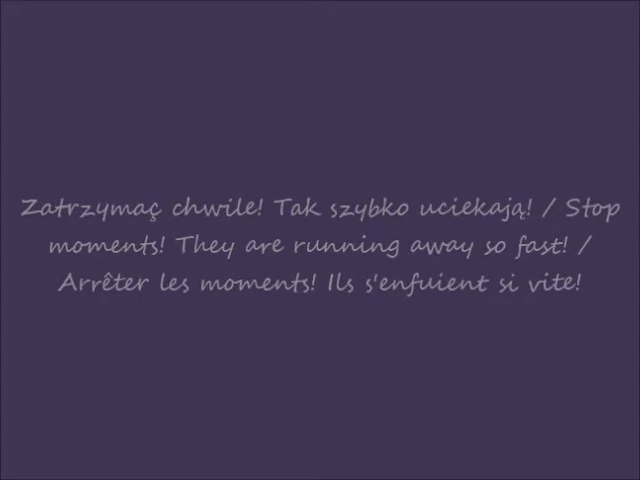 Zatrzymaç chwile! Tak szybko uciekają! / Stop
moments! They are running away so fast! /
Arrêter les moments! Ils s'enfuient si vite!